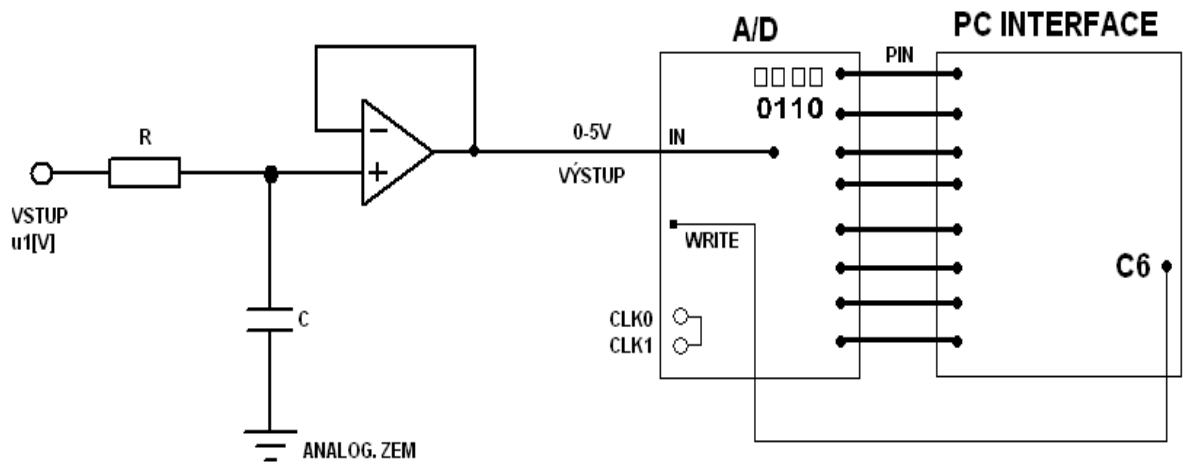 A/D
PC INTERFACE
PIN
0110
R
-
+
0-5V
VÝSTUP
IN
VSTUP
u1[V]
WRITE
C6
C
CLK0
CLK1
ANALOG. ZEM